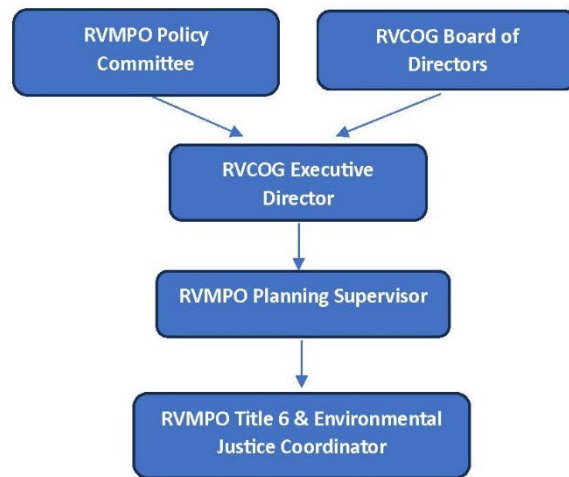 RVMPO Policy
Committee
RVCOG Board of
Directors
RVCOG Executive
Director
RVMPO Planning Supervisor
RVMPO Title 6 & Environmental
Justice Coordinator